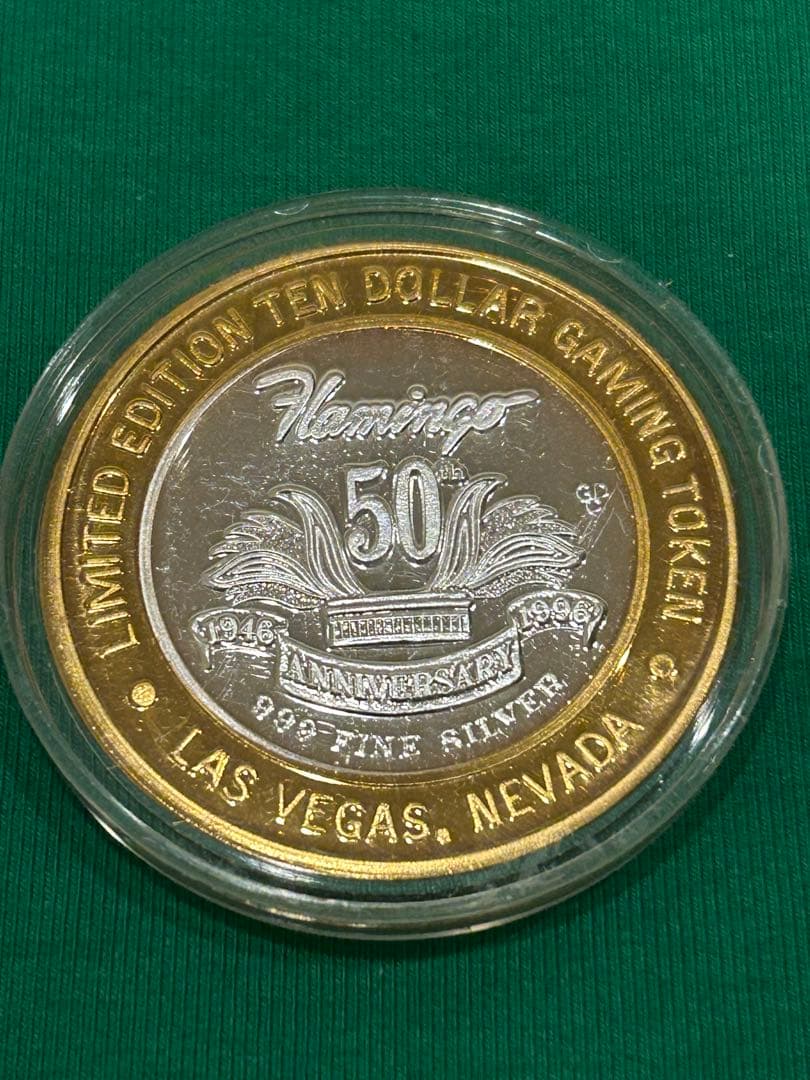 LIMITED EDITION TEN DOLLAR GAMING TOKEN
Flamingo
50th
1946 1996
ANNIVERSARY
999 FINE SILVER
LAS VEGAS, NEVADA